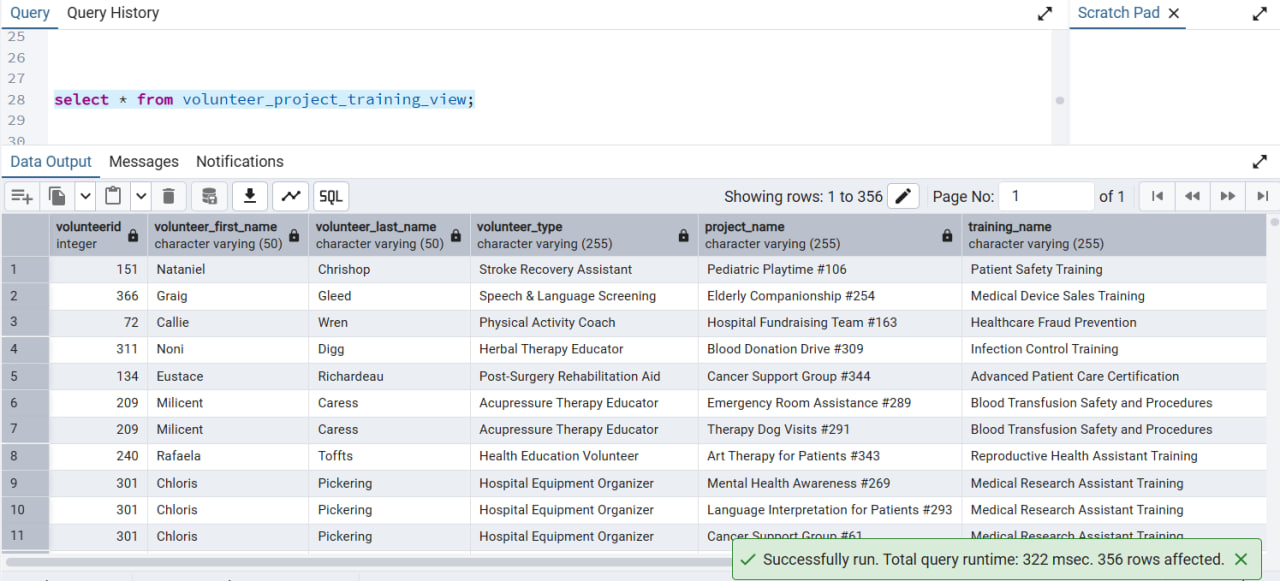 Query Query History Scratch Pad
25
26
27
28 select * from volunteer_project_training_view;
29
30
Data Output Messages Notifications
SQL Showing rows: 1 to 356 Page No: 1 of 1
volunteerid volunteer_first_name volunteer_last_name volunteer_type project_name training_name
integer character varying (50) character varying (50) character varying (255) character varying (255) character varying (255)
1 151 Nataniel Chrishop Stroke Recovery Assistant Pediatric Playtime #106 Patient Safety Training
2 366 Graig Gleed Speech & Language Screening Elderly Companionship #254 Medical Device Sales Training
3 72 Callie Wren Physical Activity Coach Hospital Fundraising Team #163 Healthcare Fraud Prevention
4 311 Noni Digg Herbal Therapy Educator Blood Donation Drive #309 Infection Control Training
5 134 Eustace Richardeau Post-Surgery Rehabilitation Aid Cancer Support Group #344 Advanced Patient Care Certification
6 209 Milicent Caress Acupressure Therapy Educator Emergency Room Assistance #289 Blood Transfusion Safety and Procedures
7 209 Milicent Caress Acupressure Therapy Educator Therapy Dog Visits #291 Blood Transfusion Safety and Procedures
8 240 Rafaela Toffts Health Education Volunteer Art Therapy for Patients #343 Reproductive Health Assistant Training
9 301 Chloris Pickering Hospital Equipment Organizer Mental Health Awareness #269 Medical Research Assistant Training
10 301 Chloris Pickering Hospital Equipment Organizer Language Interpretation for Patients #293 Medical Research Assistant Training
11 301 Chloris Pickering Hospital Equipment Organizer Cancer Support Group #61 Medical Research Assistant Training
Successfully run. Total query runtime: 322 msec. 356 rows affected.